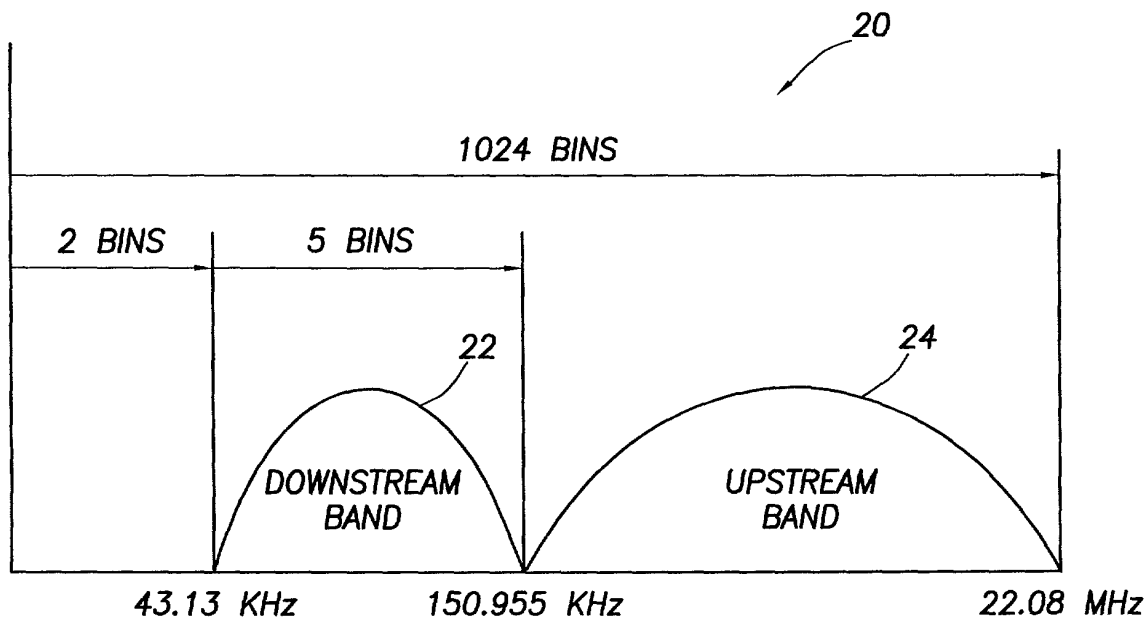 20
1024 BINS
2 BINS
5 BINS
22
24
DOWNSTREAM
BAND
UPSTREAM
BAND
43.13 KHz
150.955 KHz
22.08 MHz